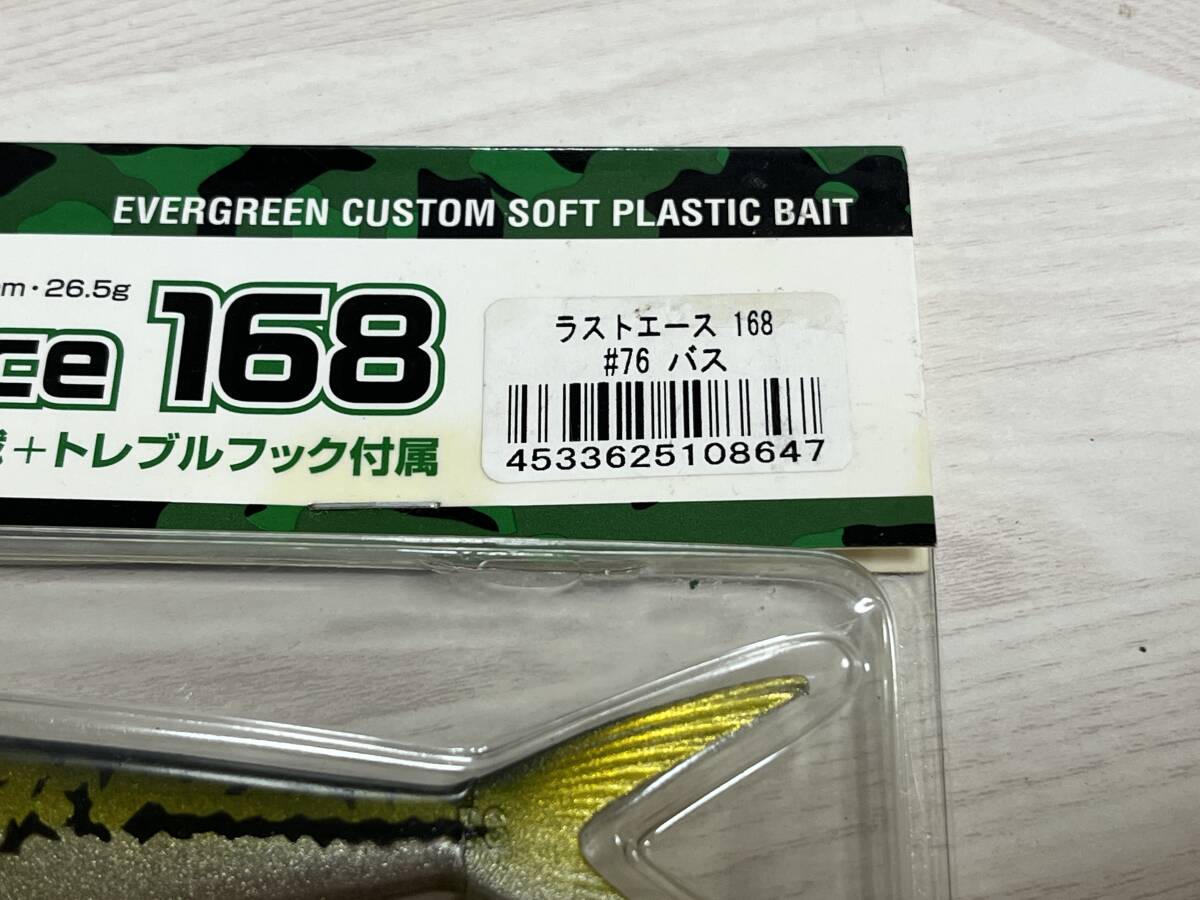 EVERGREEN CUSTOM SOFT PLASTIC BAIT
m・26.5g
ce 168
+トレブルフック付属
ラストエース 168
#76 バス
4533625108647